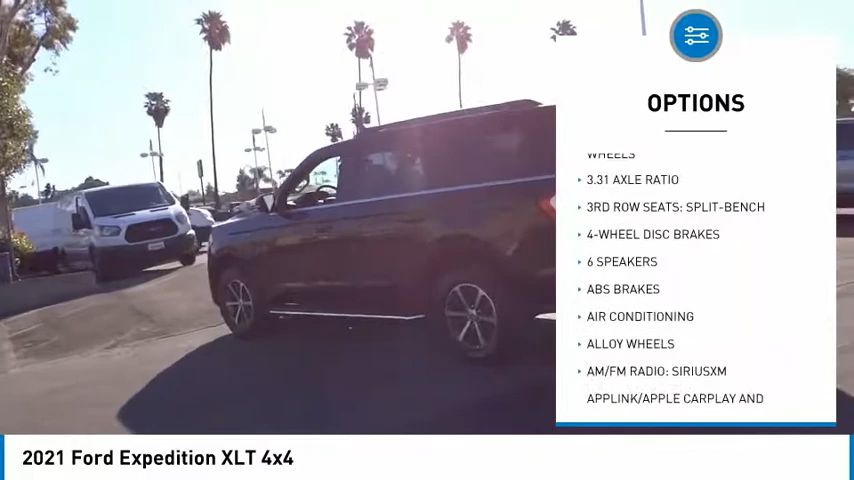 OPTIONS
WHEELS
3.31 AXLE RATIO
3RD ROW SEATS: SPLIT-BENCH
4-WHEEL DISC BRAKES
6 SPEAKERS
ABS BRAKES
AIR CONDITIONING
ALLOY WHEELS
AM/FM RADIO: SIRIUSXM
APPLINK/APPLE CARPLAY AND
2021 Ford Expedition XLT 4x4